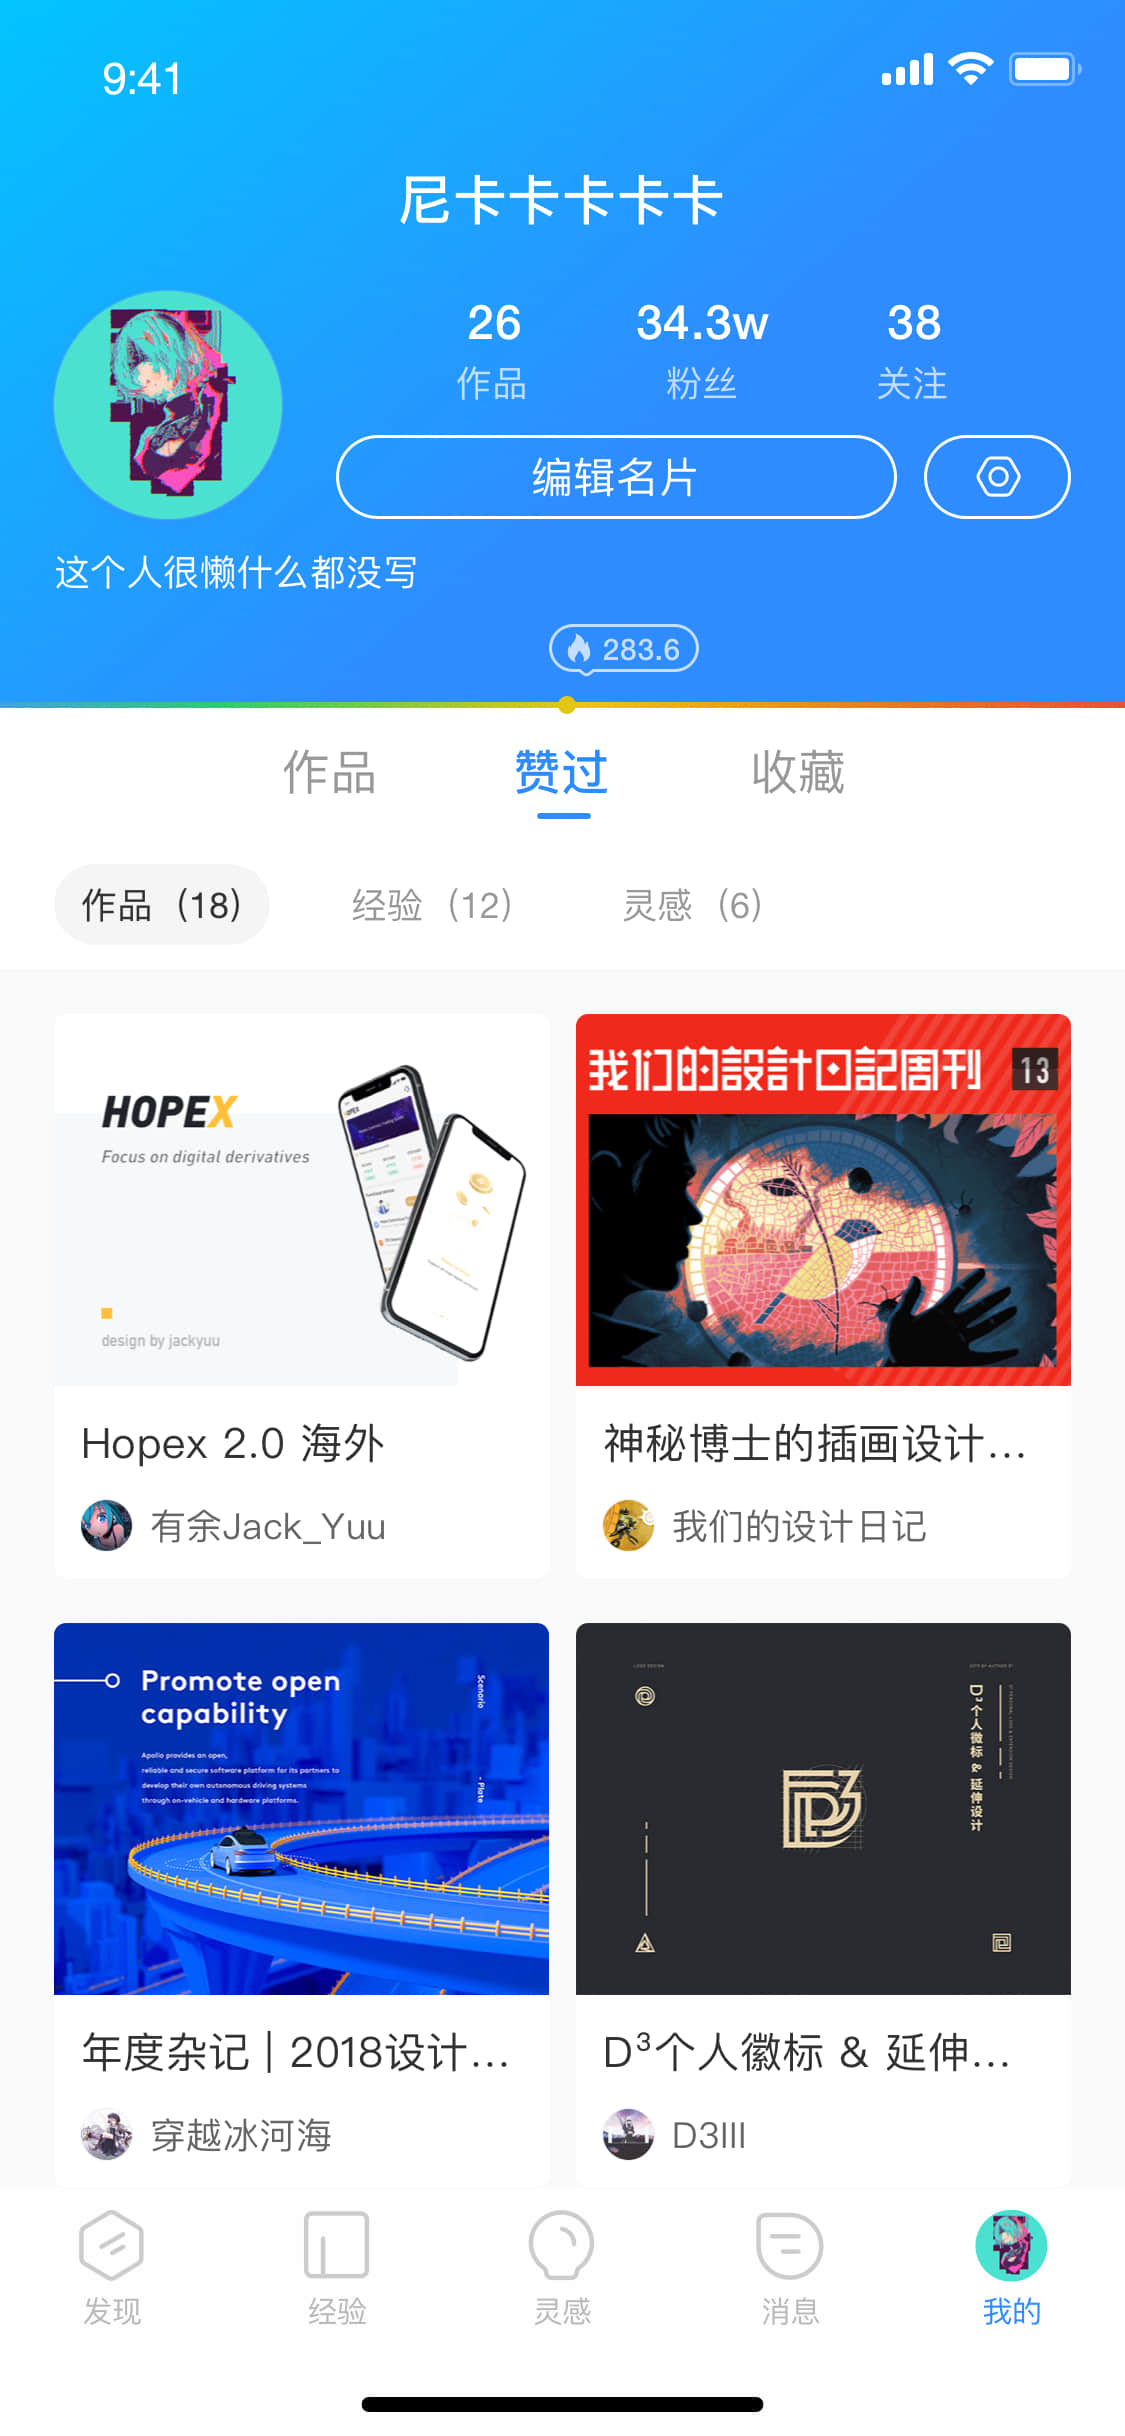 9:41
尼卡卡卡卡卡
26
34.3w
38
作品
粉丝
关注
编辑名片
这个人很懒什么都没写
283.6
作品
赞过
收藏
作品（18）
经验（12）
灵感（6）
HOPEX
Focus on digital derivatives
design by jackyuu
我们的設計日記周刊 13
Hopex 2.0 海外
神秘博士的插画设计...
有余Jack_Yuu
我们的设计日记
Promote open
capability
Apollo provides an open,
reliable and secure software platform for its partners to
develop their own autonomous driving systems
through on-vehicle and hardware platforms.
Scenario
- Plate
D³个人徽标 & 延伸设计
年度杂记 | 2018设计...
D³个人徽标 & 延伸...
穿越冰河海
D3III
发现
经验
灵感
消息
我的